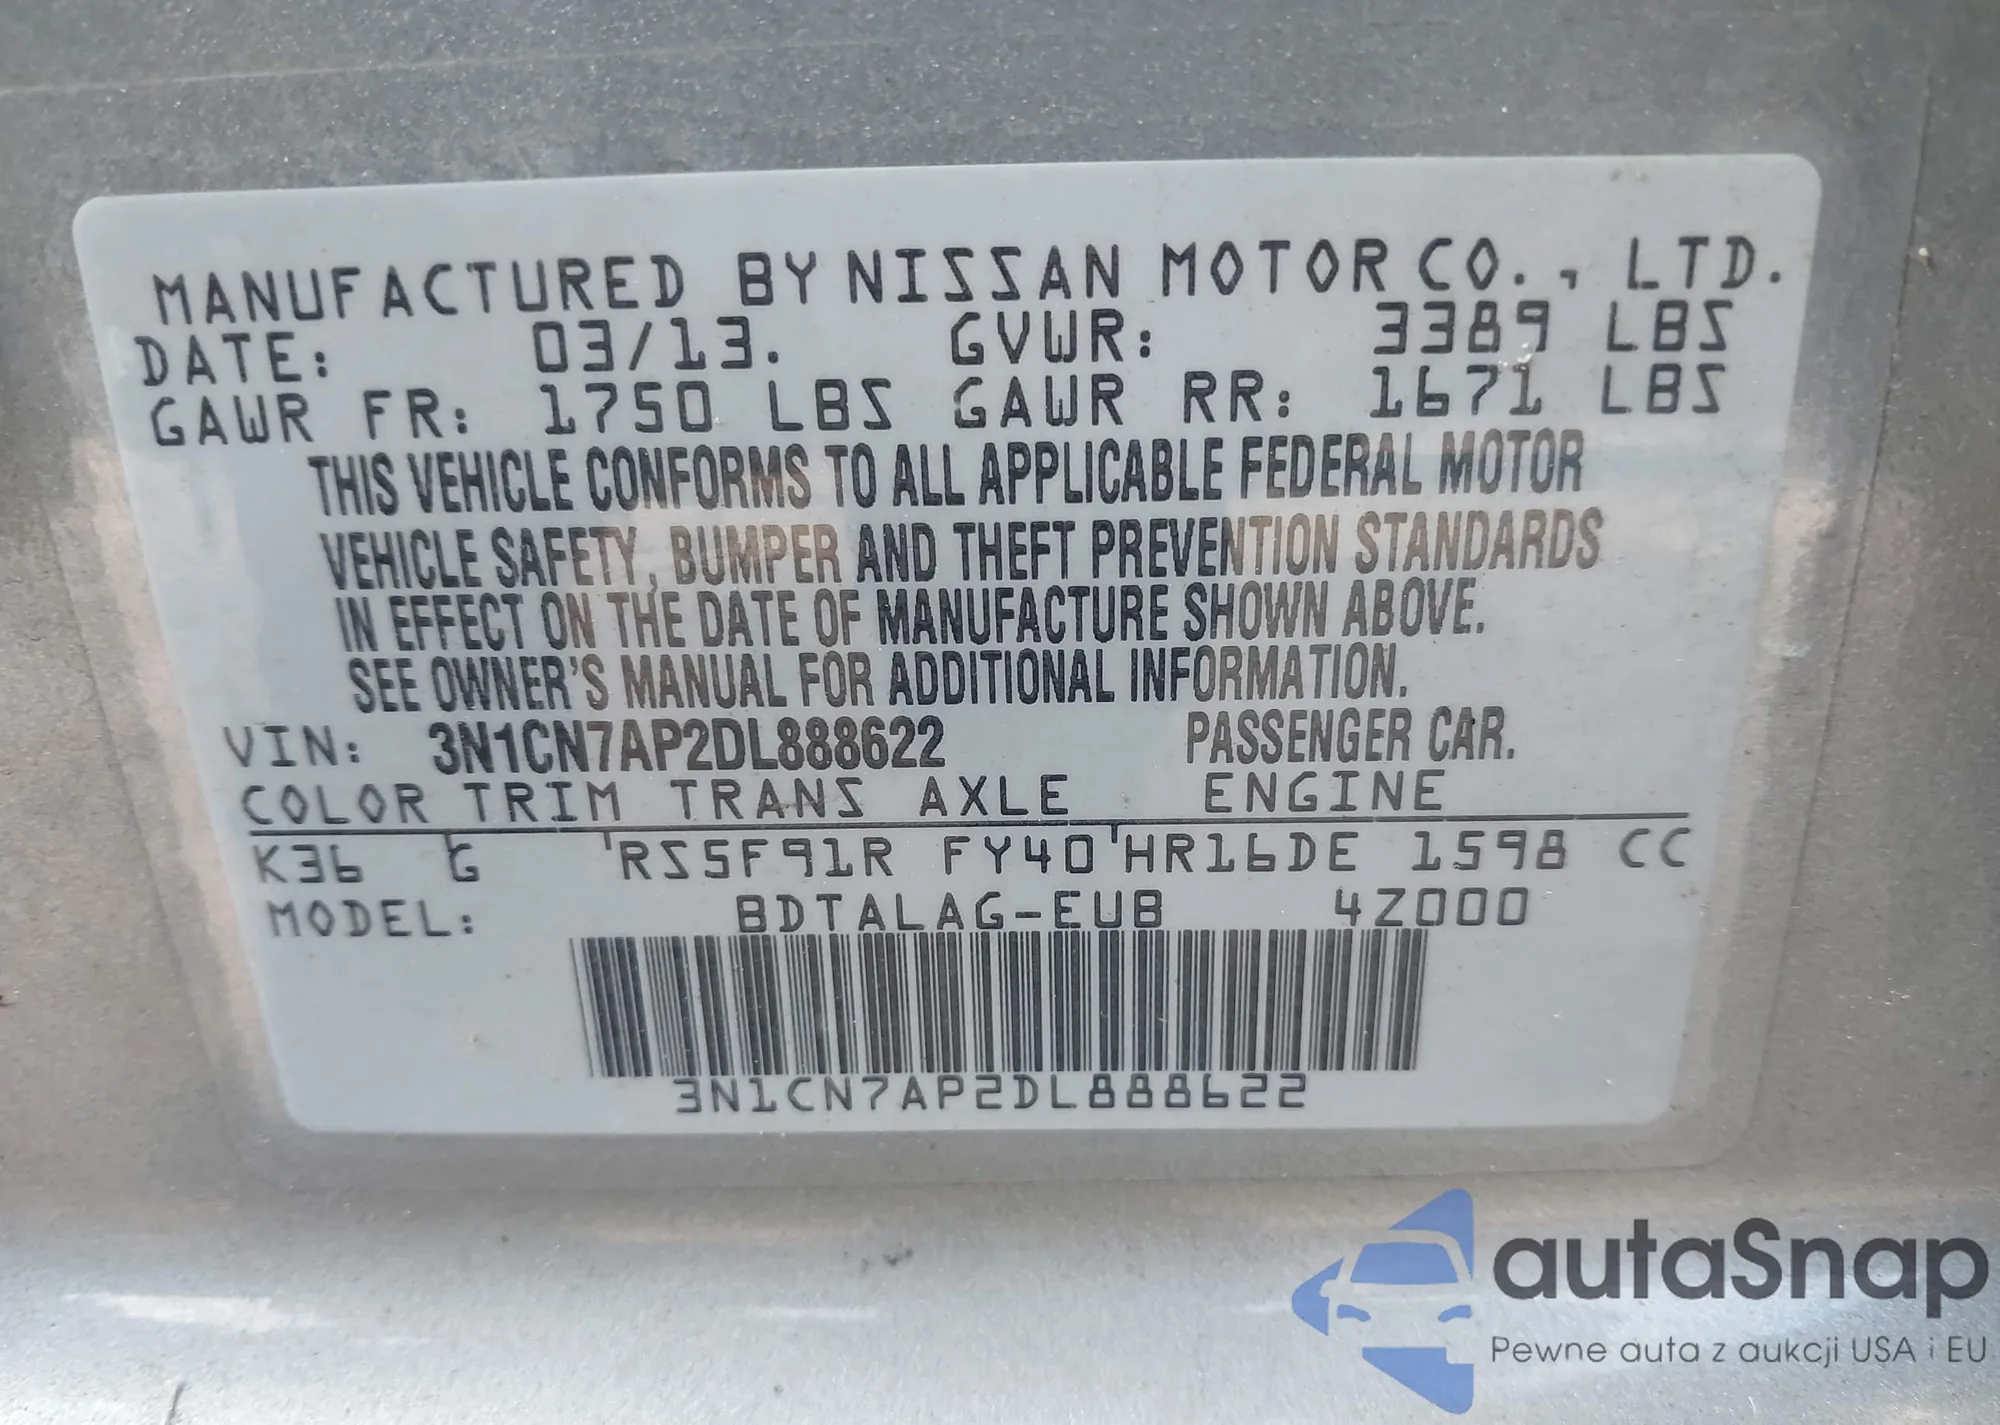 MANUFACTURED BY NISSAN MOTOR CO., LTD.
DATE: 03/13. GVWR: 3389 LBS
GAWR FR: 1750 LBS GAWR RR: 1671 LBS
THIS VEHICLE CONFORMS TO ALL APPLICABLE FEDERAL MOTOR
VEHICLE SAFETY, BUMPER AND THEFT PREVENTION STANDARDS
IN EFFECT ON THE DATE OF MANUFACTURE SHOWN ABOVE.
SEE OWNER'S MANUAL FOR ADDITIONAL INFORMATION.
VIN: 3N1CN7AP2DL888622 PASSENGER CAR.
COLOR TRIM TRANS AXLE ENGINE
K36 G RS5F91R FY40 HR16DE 1598 CC
MODEL: BDTALAG-EUB 4Z000
3N1CN7AP2DL888622
autaSnap
Pewne auta z aukcji USA i EU